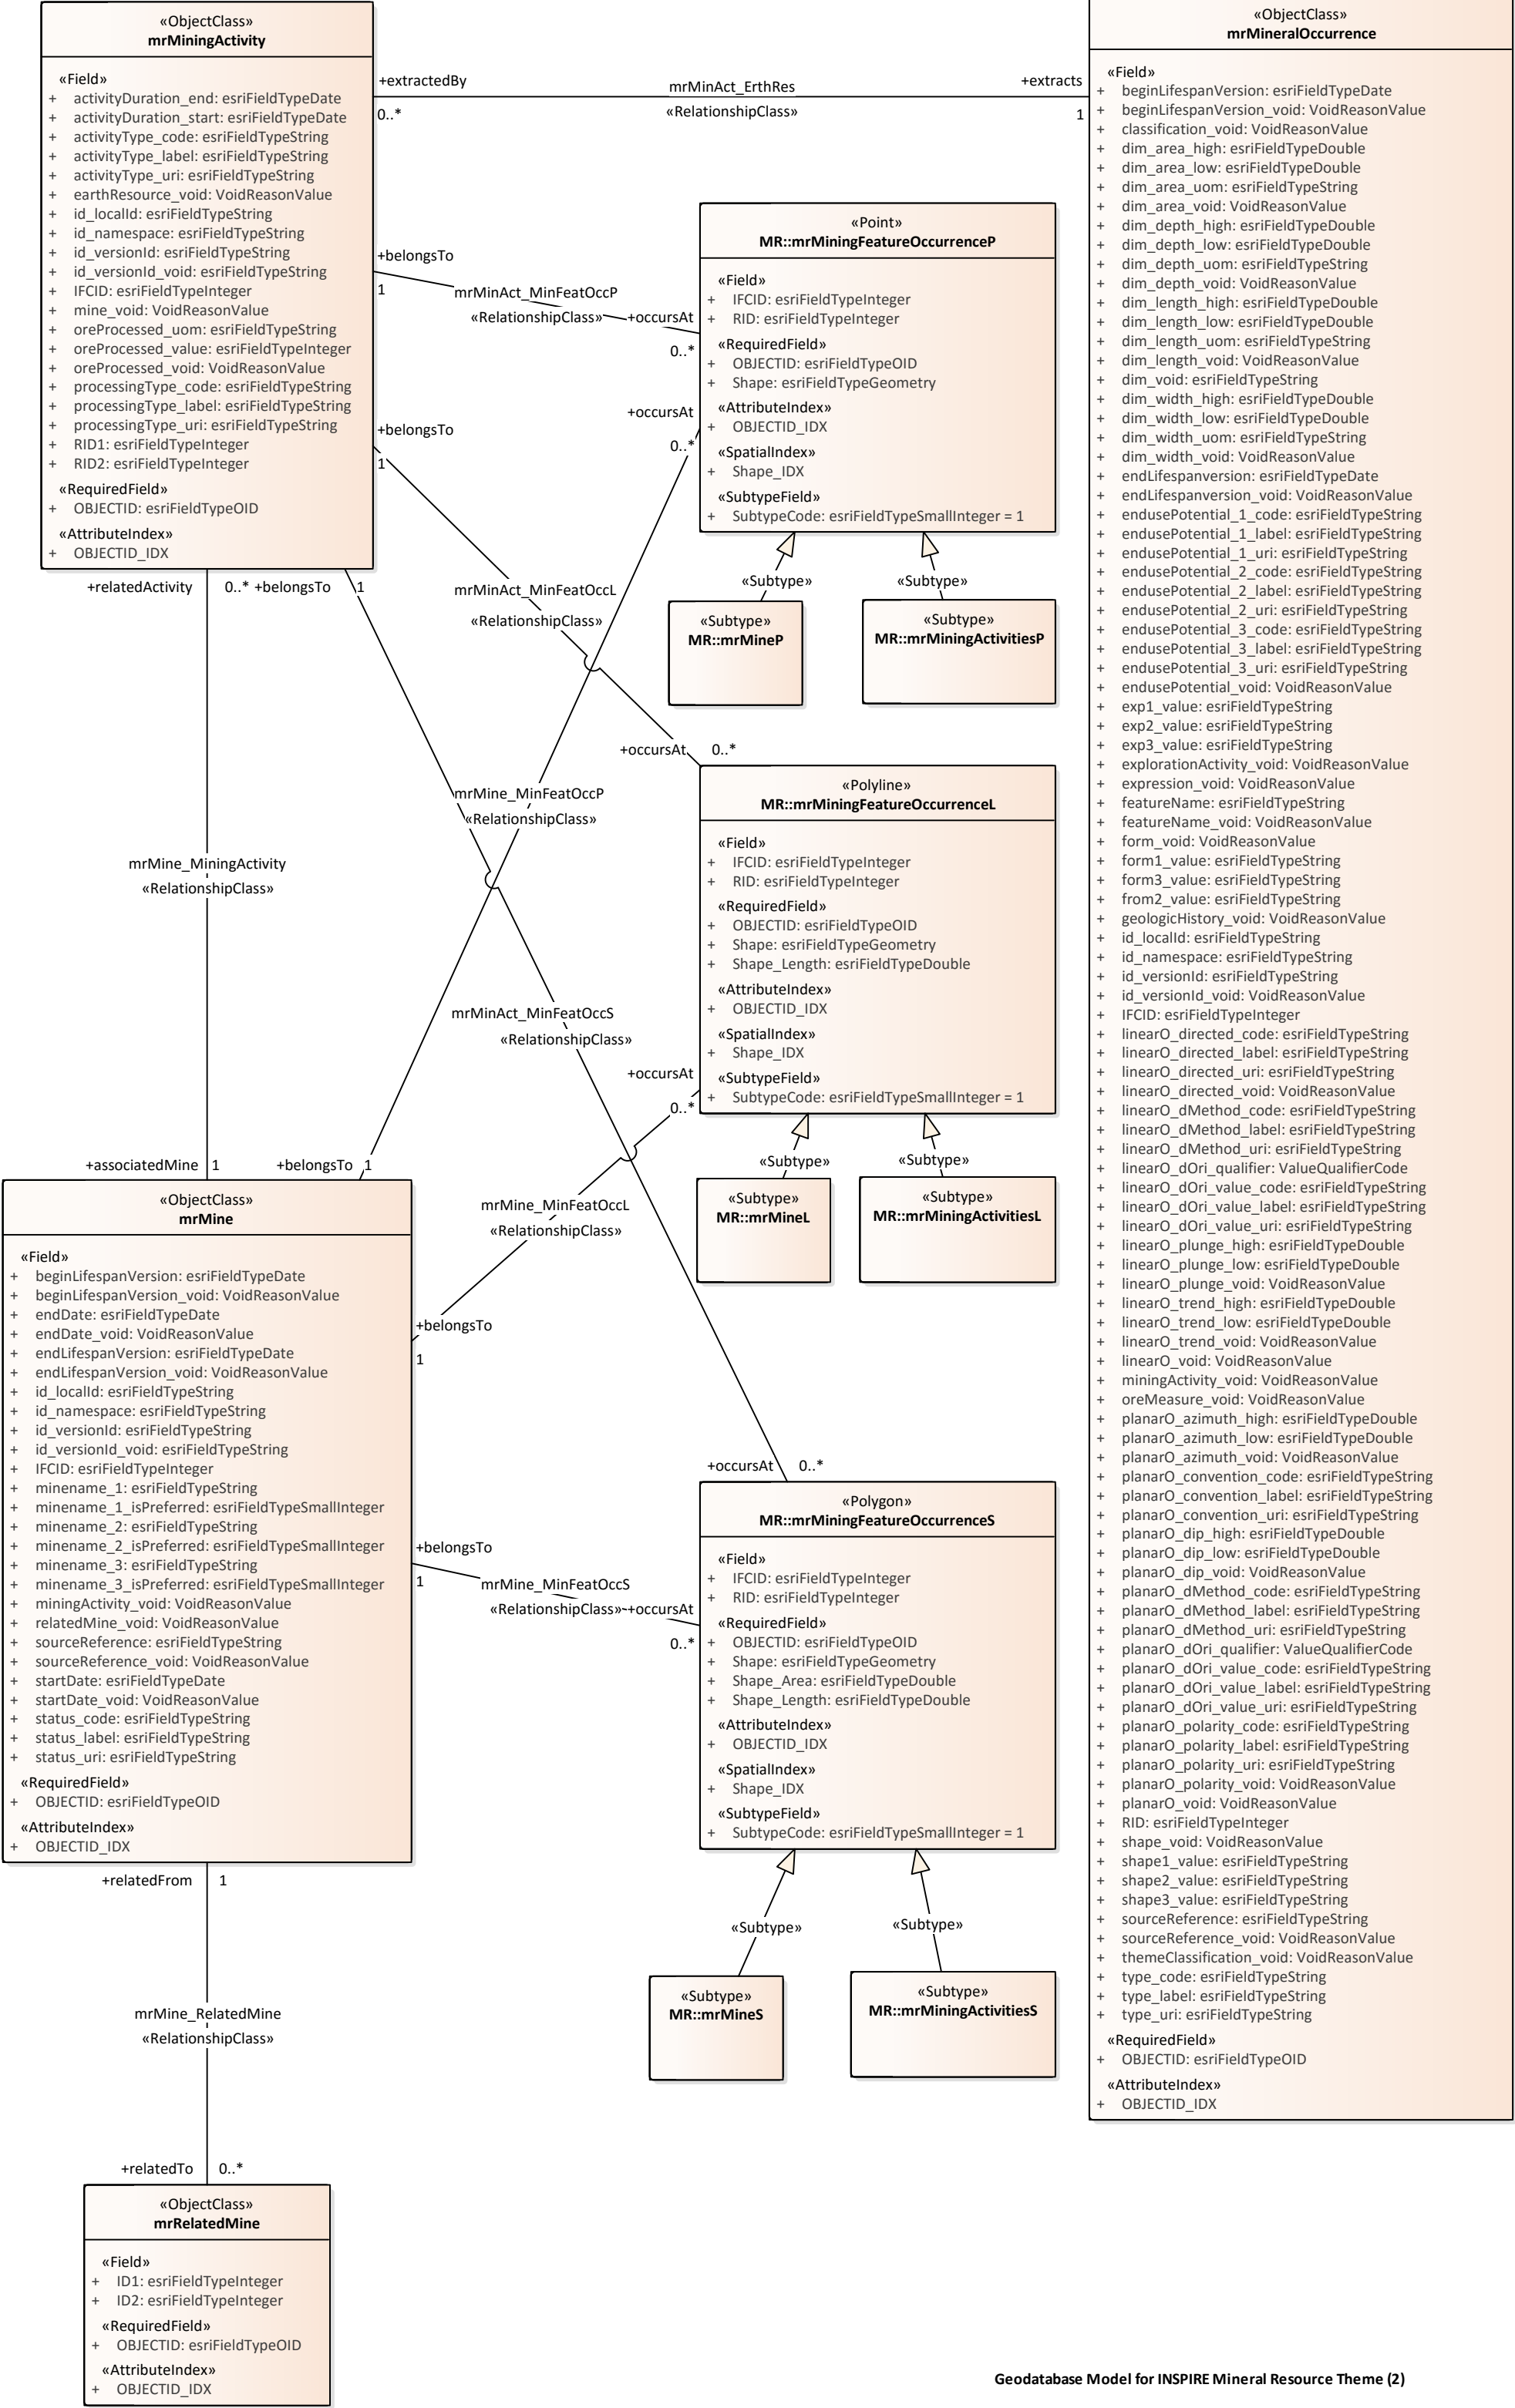 «ObjectClass»
mrMiningActivity
«Field»
+ activityDuration_end: esriFieldTypeDate
+ activityDuration_start: esriFieldTypeDate
+ activityType_code: esriFieldTypeString
+ activityType_label: esriFieldTypeString
+ activityType_uri: esriFieldTypeString
+ earthResource_void: VoidReasonValue
+ id_localId: esriFieldTypeString
+ id_namespace: esriFieldTypeString
+ id_versionId: esriFieldTypeString
+ id_versionId_void: esriFieldTypeString
+ IFCID: esriFieldTypeInteger
+ mine_void: VoidReasonValue
+ oreProcessed_uom: esriFieldTypeString
+ oreProcessed_value: esriFieldTypeInteger
+ oreProcessed_void: VoidReasonValue
+ processingType_code: esriFieldTypeString
+ processingType_label: esriFieldTypeString
+ processingType_uri: esriFieldTypeString
+ RID1: esriFieldTypeInteger
+ RID2: esriFieldTypeInteger
«RequiredField»
+ OBJECTID: esriFieldTypeOID
«AttributeIndex»
+ OBJECTID_IDX
+extractedBy
0..*
mrMinAct_ErthRes
«RelationshipClass»
+extracts
1
+belongsTo
1
mrMinAct_MinFeatOccP
«RelationshipClass»
+occursAt
0..*
+belongsTo
1
mrMinAct_MinFeatOccL
«RelationshipClass»
+occursAt
0..*
+occursAt
0..*
mrMine_MinFeatOccP
«RelationshipClass»
+belongsTo
1
+relatedActivity
0..*
mrMine_MiningActivity
«RelationshipClass»
+associatedMine
1
+belongsTo
1
mrMinAct_MinFeatOccS
«RelationshipClass»
+occursAt
0..*
«Point»
MR::mrMiningFeatureOccurrenceP
«Field»
+ IFCID: esriFieldTypeInteger
+ RID: esriFieldTypeInteger
«RequiredField»
+ OBJECTID: esriFieldTypeOID
+ Shape: esriFieldTypeGeometry
«AttributeIndex»
+ OBJECTID_IDX
«SpatialIndex»
+ Shape_IDX
«SubtypeField»
+ SubtypeCode: esriFieldTypeSmallInteger = 1
«Subtype»
«Subtype»
«Subtype»
MR::mrMineP
«Subtype»
MR::mrMiningActivitiesP
«Polyline»
MR::mrMiningFeatureOccurrenceL
«Field»
+ IFCID: esriFieldTypeInteger
+ RID: esriFieldTypeInteger
«RequiredField»
+ OBJECTID: esriFieldTypeOID
+ Shape: esriFieldTypeGeometry
+ Shape_Length: esriFieldTypeDouble
«AttributeIndex»
+ OBJECTID_IDX
«SpatialIndex»
+ Shape_IDX
«SubtypeField»
+ SubtypeCode: esriFieldTypeSmallInteger = 1
«Subtype»
«Subtype»
«Subtype»
MR::mrMineL
«Subtype»
MR::mrMiningActivitiesL
+occursAt
0..*
mrMine_MinFeatOccL
«RelationshipClass»
+belongsTo
1
«ObjectClass»
mrMine
«Field»
+ beginLifespanVersion: esriFieldTypeDate
+ beginLifespanVersion_void: VoidReasonValue
+ endDate: esriFieldTypeDate
+ endDate_void: VoidReasonValue
+ endLifespanVersion: esriFieldTypeDate
+ endLifespanVersion_void: VoidReasonValue
+ id_localId: esriFieldTypeString
+ id_namespace: esriFieldTypeString
+ id_versionId: esriFieldTypeString
+ id_versionId_void: esriFieldTypeString
+ IFCID: esriFieldTypeInteger
+ minename_1: esriFieldTypeString
+ minename_1_isPreferred: esriFieldTypeSmallInteger
+ minename_2: esriFieldTypeString
+ minename_2_isPreferred: esriFieldTypeSmallInteger
+ minename_3: esriFieldTypeString
+ minename_3_isPreferred: esriFieldTypeSmallInteger
+ miningActivity_void: VoidReasonValue
+ relatedMine_void: VoidReasonValue
+ sourceReference: esriFieldTypeString
+ sourceReference_void: VoidReasonValue
+ startDate: esriFieldTypeDate
+ startDate_void: VoidReasonValue
+ status_code: esriFieldTypeString
+ status_label: esriFieldTypeString
+ status_uri: esriFieldTypeString
«RequiredField»
+ OBJECTID: esriFieldTypeOID
«AttributeIndex»
+ OBJECTID_IDX
+belongsTo
1
mrMine_MinFeatOccS
«RelationshipClass»
+occursAt
0..*
«Polygon»
MR::mrMiningFeatureOccurrenceS
«Field»
+ IFCID: esriFieldTypeInteger
+ RID: esriFieldTypeInteger
«RequiredField»
+ OBJECTID: esriFieldTypeOID
+ Shape: esriFieldTypeGeometry
+ Shape_Area: esriFieldTypeDouble
+ Shape_Length: esriFieldTypeDouble
«AttributeIndex»
+ OBJECTID_IDX
«SpatialIndex»
+ Shape_IDX
«SubtypeField»
+ SubtypeCode: esriFieldTypeSmallInteger = 1
«Subtype»
«Subtype»
«Subtype»
MR::mrMineS
«Subtype»
MR::mrMiningActivitiesS
+relatedFrom
1
mrMine_RelatedMine
«RelationshipClass»
+relatedTo
0..*
«ObjectClass»
mrRelatedMine
«Field»
+ ID1: esriFieldTypeInteger
+ ID2: esriFieldTypeInteger
«RequiredField»
+ OBJECTID: esriFieldTypeOID
«AttributeIndex»
+ OBJECTID_IDX
«ObjectClass»
mrMineralOccurrence
«Field»
+ beginLifespanVersion: esriFieldTypeDate
+ beginLifespanVersion_void: VoidReasonValue
+ classification_void: VoidReasonValue
+ dim_area_high: esriFieldTypeDouble
+ dim_area_low: esriFieldTypeDouble
+ dim_area_uom: esriFieldTypeString
+ dim_area_void: VoidReasonValue
+ dim_depth_high: esriFieldTypeDouble
+ dim_depth_low: esriFieldTypeDouble
+ dim_depth_uom: esriFieldTypeString
+ dim_depth_void: VoidReasonValue
+ dim_length_high: esriFieldTypeDouble
+ dim_length_low: esriFieldTypeDouble
+ dim_length_uom: esriFieldTypeString
+ dim_length_void: VoidReasonValue
+ dim_void: esriFieldTypeString
+ dim_width_high: esriFieldTypeDouble
+ dim_width_low: esriFieldTypeDouble
+ dim_width_uom: esriFieldTypeString
+ dim_width_void: VoidReasonValue
+ endLifespanversion: esriFieldTypeDate
+ endLifespanversion_void: VoidReasonValue
+ endusePotential_1_code: esriFieldTypeString
+ endusePotential_1_label: esriFieldTypeString
+ endusePotential_1_uri: esriFieldTypeString
+ endusePotential_2_code: esriFieldTypeString
+ endusePotential_2_label: esriFieldTypeString
+ endusePotential_2_uri: esriFieldTypeString
+ endusePotential_3_code: esriFieldTypeString
+ endusePotential_3_label: esriFieldTypeString
+ endusePotential_3_uri: esriFieldTypeString
+ endusePotential_void: VoidReasonValue
+ exp1_value: esriFieldTypeString
+ exp2_value: esriFieldTypeString
+ exp3_value: esriFieldTypeString
+ explorationActivity_void: VoidReasonValue
+ expression_void: VoidReasonValue
+ featureName: esriFieldTypeString
+ featureName_void: VoidReasonValue
+ form_void: VoidReasonValue
+ form1_value: esriFieldTypeString
+ form3_value: esriFieldTypeString
+ from2_value: esriFieldTypeString
+ geologicHistory_void: VoidReasonValue
+ id_localId: esriFieldTypeString
+ id_namespace: esriFieldTypeString
+ id_versionId: esriFieldTypeString
+ id_versionId_void: VoidReasonValue
+ IFCID: esriFieldTypeInteger
+ linearO_directed_code: esriFieldTypeString
+ linearO_directed_label: esriFieldTypeString
+ linearO_directed_uri: esriFieldTypeString
+ linearO_directed_void: VoidReasonValue
+ linearO_dMethod_code: esriFieldTypeString
+ linearO_dMethod_label: esriFieldTypeString
+ linearO_dMethod_uri: esriFieldTypeString
+ linearO_dOri_qualifier: ValueQualifierCode
+ linearO_dOri_value_code: esriFieldTypeString
+ linearO_dOri_value_label: esriFieldTypeString
+ linearO_dOri_value_uri: esriFieldTypeString
+ linearO_plunge_high: esriFieldTypeDouble
+ linearO_plunge_low: esriFieldTypeDouble
+ linearO_plunge_void: VoidReasonValue
+ linearO_trend_high: esriFieldTypeDouble
+ linearO_trend_low: esriFieldTypeDouble
+ linearO_trend_void: VoidReasonValue
+ linearO_void: VoidReasonValue
+ miningActivity_void: VoidReasonValue
+ oreMeasure_void: VoidReasonValue
+ planarO_azimuth_high: esriFieldTypeDouble
+ planarO_azimuth_low: esriFieldTypeDouble
+ planarO_azimuth_void: VoidReasonValue
+ planarO_convention_code: esriFieldTypeString
+ planarO_convention_label: esriFieldTypeString
+ planarO_convention_uri: esriFieldTypeString
+ planarO_dip_high: esriFieldTypeDouble
+ planarO_dip_low: esriFieldTypeDouble
+ planarO_dip_void: VoidReasonValue
+ planarO_dMethod_code: esriFieldTypeString
+ planarO_dMethod_label: esriFieldTypeString
+ planarO_dMethod_uri: esriFieldTypeString
+ planarO_dOri_qualifier: ValueQualifierCode
+ planarO_dOri_value_code: esriFieldTypeString
+ planarO_dOri_value_label: esriFieldTypeString
+ planarO_dOri_value_uri: esriFieldTypeString
+ planarO_polarity_code: esriFieldTypeString
+ planarO_polarity_label: esriFieldTypeString
+ planarO_polarity_uri: esriFieldTypeString
+ planarO_polarity_void: VoidReasonValue
+ planarO_void: VoidReasonValue
+ RID: esriFieldTypeInteger
+ shape_void: VoidReasonValue
+ shape1_value: esriFieldTypeString
+ shape2_value: esriFieldTypeString
+ shape3_value: esriFieldTypeString
+ sourceReference: esriFieldTypeString
+ sourceReference_void: VoidReasonValue
+ themeClassification_void: VoidReasonValue
+ type_code: esriFieldTypeString
+ type_label: esriFieldTypeString
+ type_uri: esriFieldTypeString
«RequiredField»
+ OBJECTID: esriFieldTypeOID
«AttributeIndex»
+ OBJECTID_IDX
Geodatabase Model for INSPIRE Mineral Resource Theme (2)